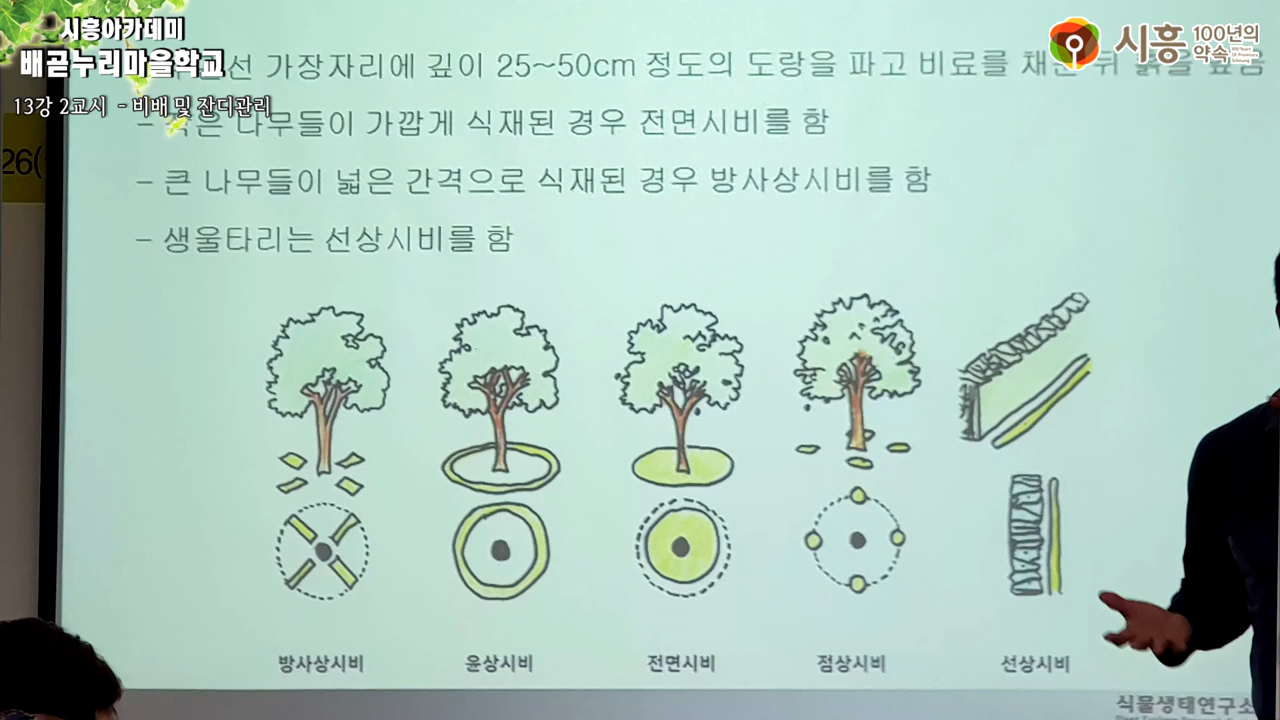 시흥아카데미
배곧누리마을학교
13강 2교시 - 비배 및 잔디관리
시흥 100년의 약속
가장자리에 깊이 25~50cm 정도의 도랑을 파고 비료를
- 작은 나무들이 가깝게 식재된 경우 전면시비를 함
- 큰 나무들이 넓은 간격으로 식재된 경우 방사상시비를 함
- 생울타리는 선상시비를 함
26(
방사상시비 윤상시비 전면시비 점상시비 선상시비
식물생태연구소